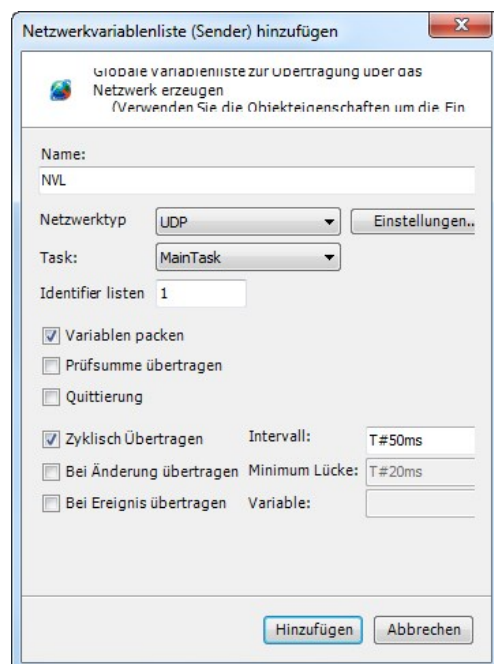 Netzwerkvariablenliste (Sender) hinzufügen
Globale Variablenliste zur Übertragung über das
Netzwerk erzeugen
(Verwenden Sie die Objekteigenschaften um die Ein
Name:
NVL
Netzwerktyp UDP Einstellungen..
Task: MainTask
Identifier listen 1
Variablen packen
Prüfsumme übertragen
Quittierung
Zyklisch Übertragen Intervall: T#50ms
Bei Änderung übertragen Minimum Lücke: T#20ms
Bei Ereignis übertragen Variable:
Hinzufügen Abbrechen